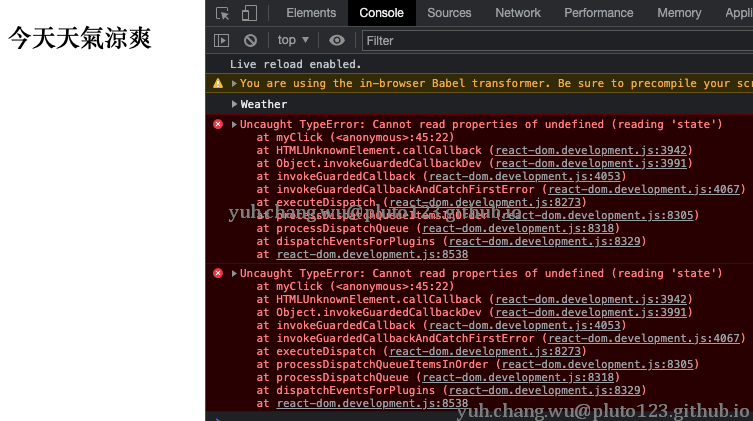 今天天氣涼爽
Elements Console Sources Network Performance Memory Appli
top Filter
Live reload enabled.
You are using the in-browser Babel transformer. Be sure to precompile your scr
Weather
Uncaught TypeError: Cannot read properties of undefined (reading 'state')
at myClick (<anonymous>:45:22)
at HTMLUnknownElement.callCallback (react-dom.development.js:3942)
at Object.invokeGuardedCallbackDev (react-dom.development.js:3991)
at invokeGuardedCallback (react-dom.development.js:4053)
at invokeGuardedCallbackAndCatchFirstError (react-dom.development.js:4067)
at executeDispatch (react-dom.development.js:8273)
yuh.chang.wu@pluto123.github.io
at processDispatchQueueItemsInOrder (react-dom.development.js:8305)
at processDispatchQueue (react-dom.development.js:8318)
at dispatchEventsForPlugins (react-dom.development.js:8329)
at react-dom.development.js:8538
Uncaught TypeError: Cannot read properties of undefined (reading 'state')
at myClick (<anonymous>:45:22)
at HTMLUnknownElement.callCallback (react-dom.development.js:3942)
at Object.invokeGuardedCallbackDev (react-dom.development.js:3991)
at invokeGuardedCallback (react-dom.development.js:4053)
at invokeGuardedCallbackAndCatchFirstError (react-dom.development.js:4067)
at executeDispatch (react-dom.development.js:8273)
at processDispatchQueueItemsInOrder (react-dom.development.js:8305)
at processDispatchQueue (react-dom.development.js:8318)
at dispatchEventsForPlugins (react-dom.development.js:8329)
at react-dom.development.js:8538
yuh.chang.wu@pluto123.github.io